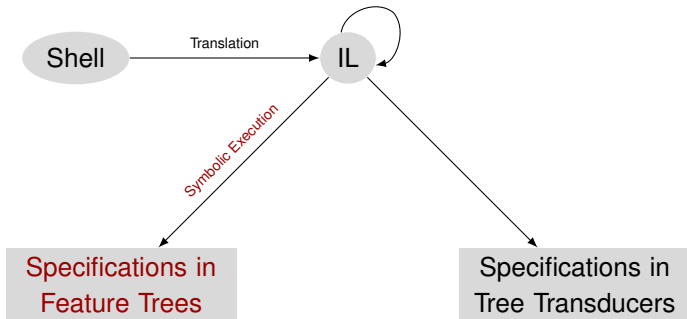 Shell
Translation
IL
Symbolic Execution
Specifications in
Feature Trees
Specifications in
Tree Transducers